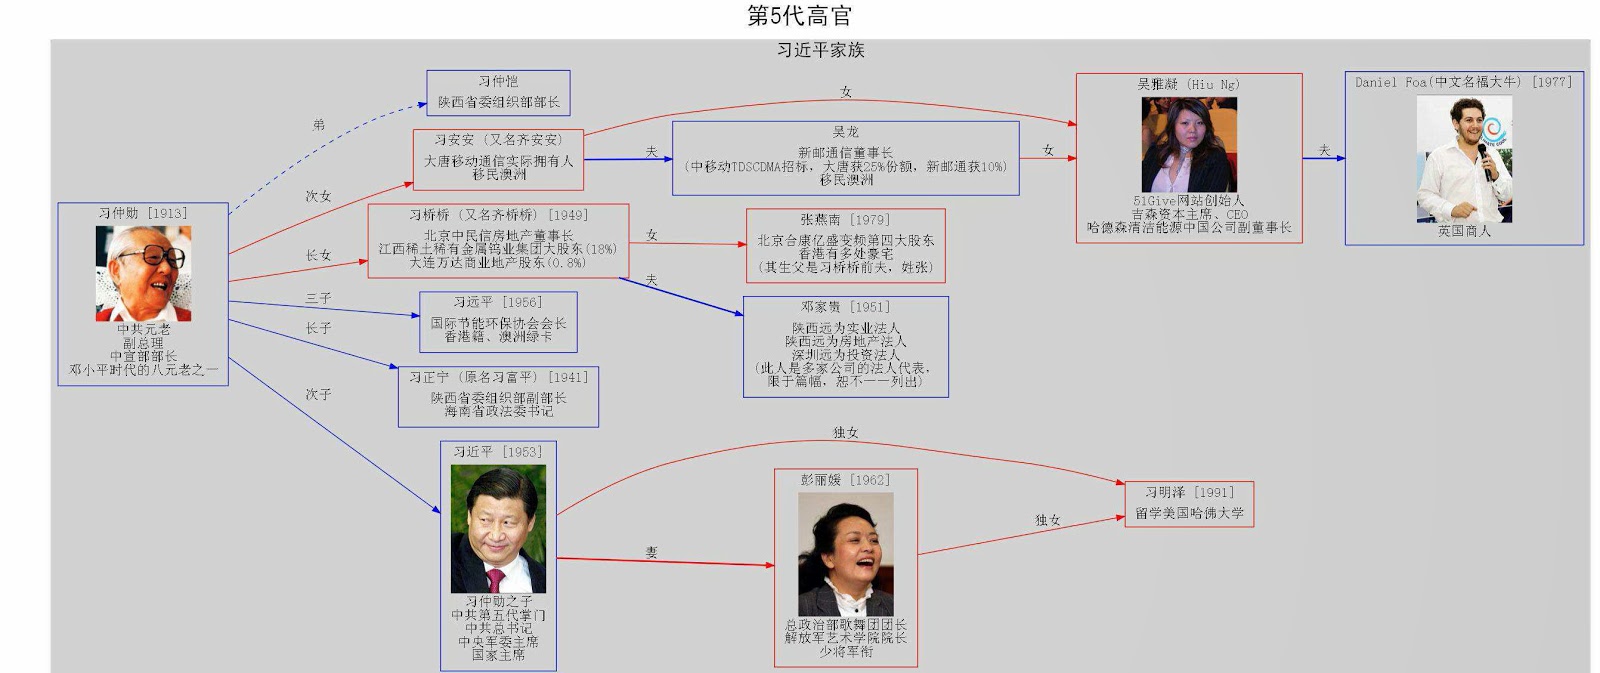 第5代高官
习近平家族
习仲勋 [1913]
中共元老
副总理
中宣部部长
邓小平时代的八元老之一
弟
次女
长女
三子
长子
次子
习仲恺
陕西省委组织部部长
习安安 (又名齐安安)
大唐移动通信实际拥有人
移民澳洲
习桥桥 (又名齐桥桥) [1949]
北京中民信房地产董事长
江西稀土稀有金属钨业集团大股东(18%)
大连万达商业地产股东(0.8%)
习远平 [1956]
国际节能环保协会会长
香港籍、澳洲绿卡
习正宁 (原名习富平) [1941]
陕西省委组织部副部长
海南省政法委书记
习近平 [1953]
习仲勋之子
中共第五代掌门
中共总书记
中央军委主席
国家主席
女
夫
女
夫
独女
妻
吴龙
新邮通信董事长
(中移动TDSCDMA招标, 大唐获25%份额, 新邮通获10%)
移民澳洲
张燕南 [1979]
北京合康亿盛变频第四大股东
香港有多处豪宅
(其生父是习桥桥前夫, 姓张)
邓家贵 [1951]
陕西远为实业法人
陕西远为房地产法人
深圳远为投资法人
(此人是多家公司的法人代表,
限于篇幅, 恕不一一列出)
彭丽媛 [1962]
总政治部歌舞团团长
解放军艺术学院院长
少将军衔
女
独女
吴雅凝 (Hiu Ng)
51Give网站创始人
吉森资本主席、CEO
哈德森清洁能源中国公司副董事长
习明泽 [1991]
留学美国哈佛大学
夫
Daniel Foa(中文名福大牛) [1977]
英国商人